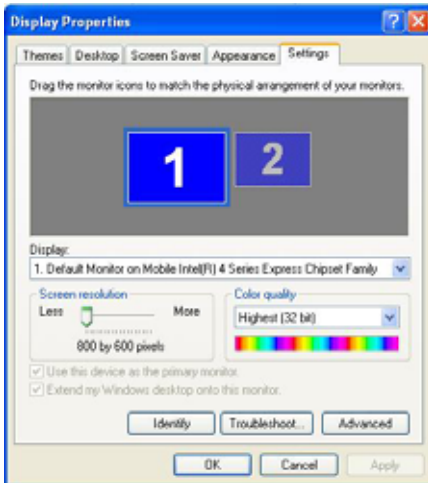 Display Properties
Themes Desktop Screen Saver Appearance Settings
Drag the monitor icons to match the physical arrangement of your monitors.
1 2
Display:
1. Default Monitor on Mobile Intel(R) 4 Series Express Chipset Family
Screen resolution
Less More
800 by 600 pixels
Color quality
Highest (32 bit)
Use this device as the primary monitor.
Extend my Windows desktop onto this monitor.
Identify Troubleshoot... Advanced
OK Cancel Apply